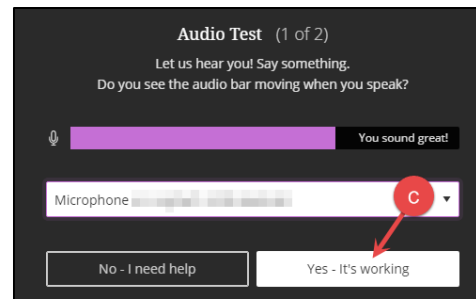 Audio Test (1 of 2)
Let us hear you! Say something.
Do you see the audio bar moving when you speak?
You sound great!
Microphone
C
No - I need help
Yes - It's working